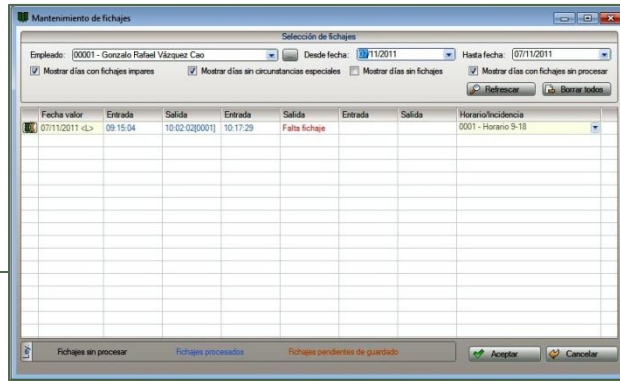 Mantenimiento de fichajes
Selección de fichajes
Empleado: 00001 - Gonzalo Rafael Vázquez Cao Desde fecha: 07/11/2011 Hasta fecha: 07/11/2011
Mostrar días con fichajes impares Mostrar días sin circunstancias especiales Mostrar días sin fichajes Mostrar días con fichajes sin procesar
Refrescar Borrar todos
Fecha valor Entrada Salida Entrada Salida Entrada Salida Horario/Incidencia
07/11/2011 <L> 09:15:04 10:02:02[0001] 10:17:29 Falta fichaje 0001 - Horario 9-18
Ley. Fichajes sin procesar Fichajes procesados Fichajes pendientes de guardado Aceptar Cancelar